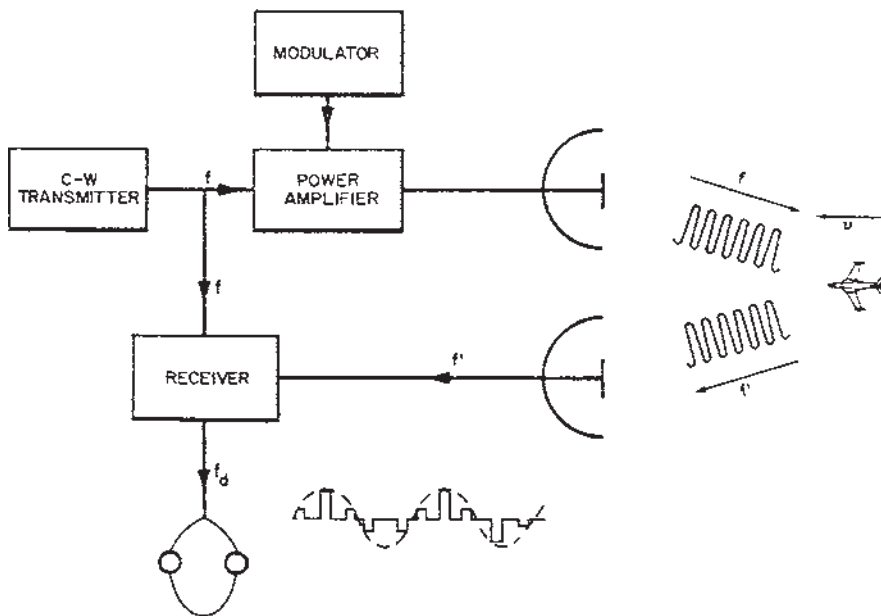 MODULATOR
C-W
TRANSMITTER
f
POWER
AMPLIFIER
f
υ
f
RECEIVER
f'
f'
fd